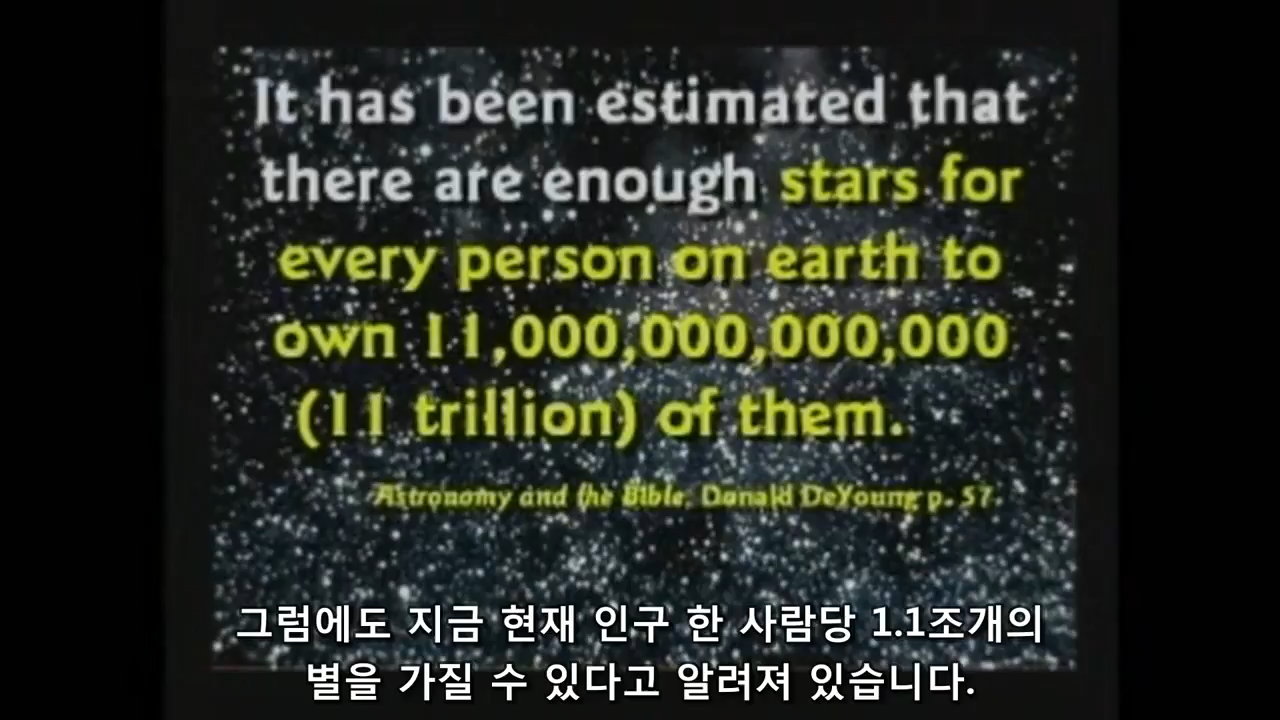 It has been estimated that
there are enough stars for
every person on earth to
own 11,000,000,000,000
(11 trillion) of them.
Astronomy and the Bible, Donald DeYoung p. 57
그럼에도 지금 현재 인구 한 사람당 1.1조개의
별을 가질 수 있다고 알려져 있습니다.